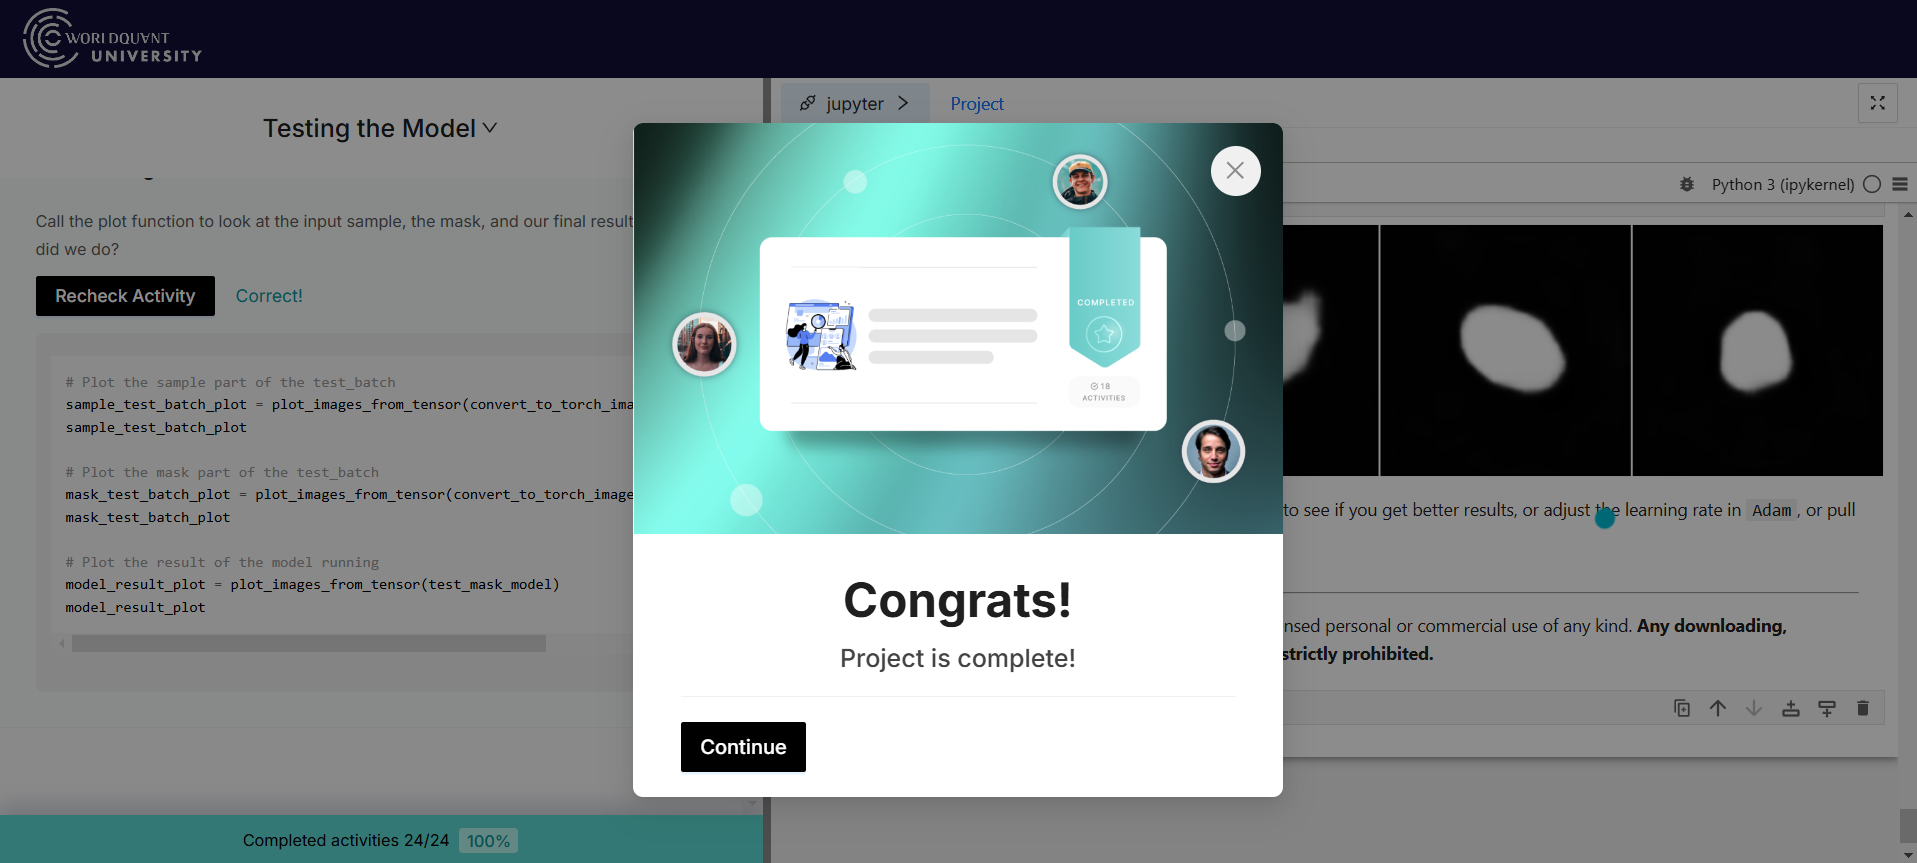 WORLDQUANT
UNIVERSITY
Testing the Model
Call the plot function to look at the input sample, the mask, and our final result
did we do?
Recheck Activity
Correct!
# Plot the sample part of the test_batch
sample_test_batch_plot = plot_images_from_tensor(convert_to_torch_ima
sample_test_batch_plot
# Plot the mask part of the test_batch
mask_test_batch_plot = plot_images_from_tensor(convert_to_torch_image
mask_test_batch_plot
# Plot the result of the model running
model_result_plot = plot_images_from_tensor(test_mask_model)
model_result_plot
Completed activities 24/24 100%
COMPLETED
18
ACTIVITIES
Congrats!
Project is complete!
Continue
jupyter
Project
Python 3 (ipykernel)
to see if you get better results, or adjust the learning rate in Adam, or pull
nsed personal or commercial use of any kind. Any downloading,
strictly prohibited.